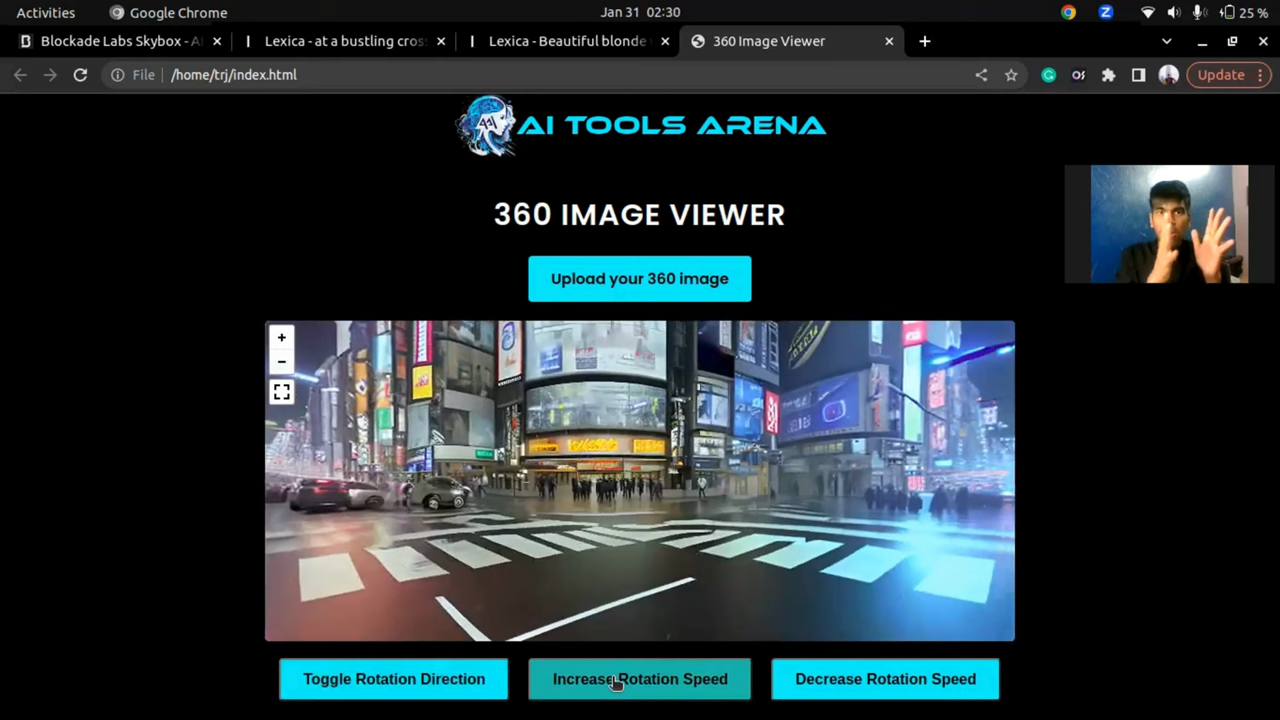 Activities
Google Chrome
Jan 31 02:30
25 %
Blockade Labs Skybox - A
Lexica - at a bustling cros
Lexica - Beautiful blonde
360 Image Viewer
File
/home/trj/index.html
Update
AI TOOLS ARENA
360 IMAGE VIEWER
Upload your 360 image
+
−
Toggle Rotation Direction
Increase Rotation Speed
Decrease Rotation Speed